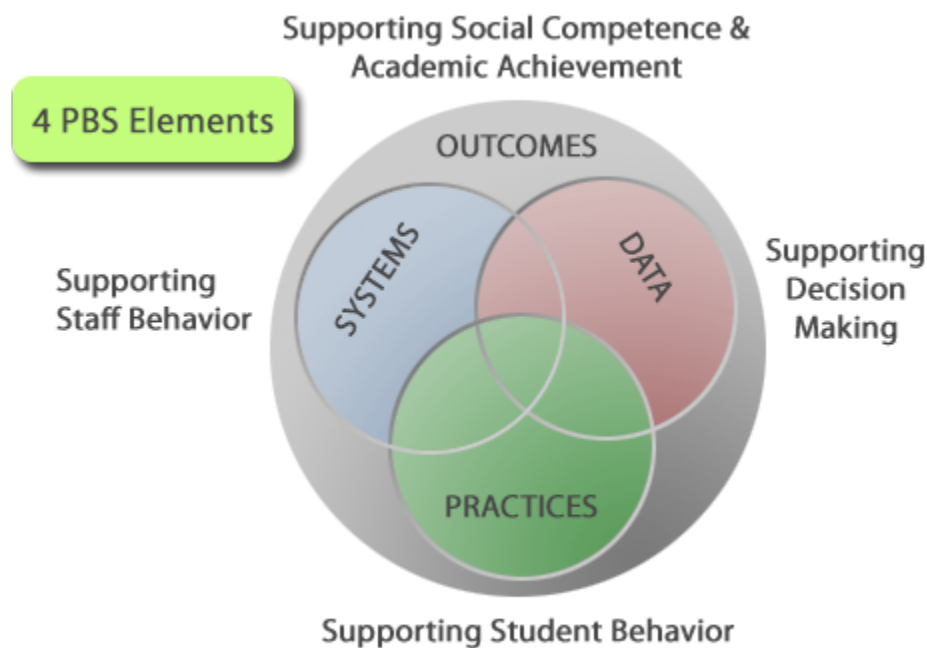 Supporting Social Competence &
Academic Achievement
4 PBS Elements
OUTCOMES
SYSTEMS
DATA
Supporting
Staff Behavior
Supporting
Decision
Making
PRACTICES
Supporting Student Behavior